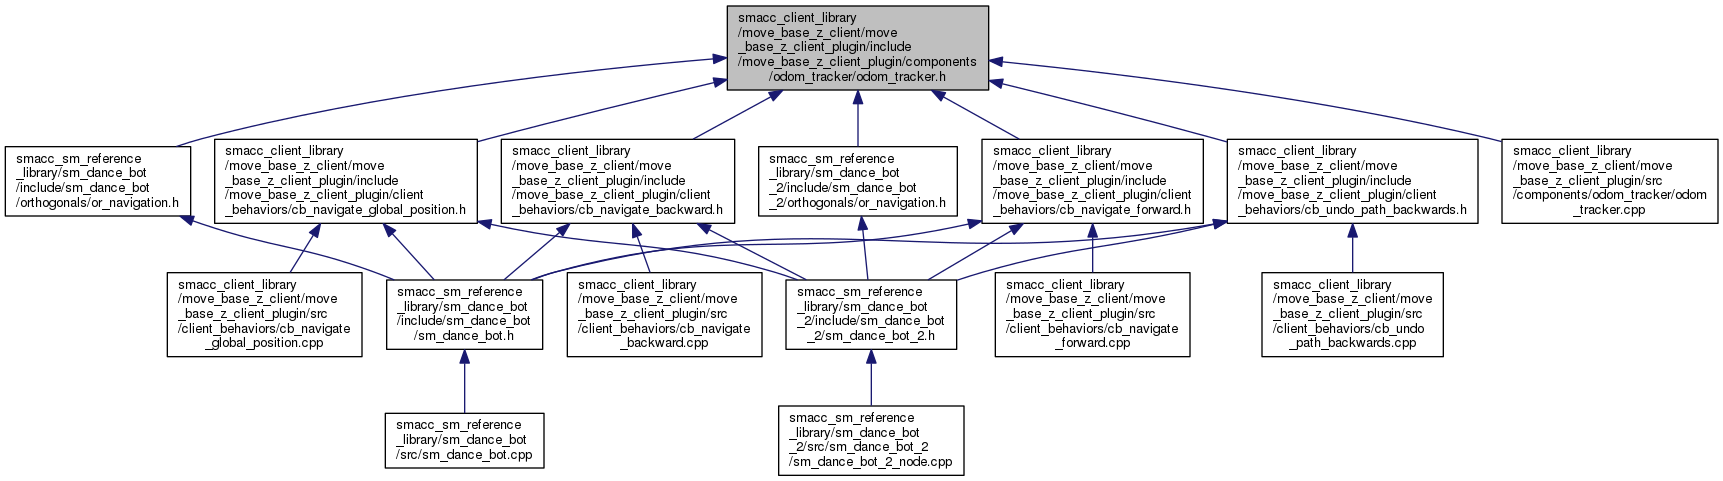 smacc_client_library
/move_base_z_client/move
_base_z_client_plugin/include
/move_base_z_client_plugin/components
/odom_tracker/odom_tracker.h
smacc_sm_reference
_library/sm_dance_bot
/include/sm_dance_bot
/orthogonals/or_navigation.h
smacc_client_library
/move_base_z_client/move
_base_z_client_plugin/include
/move_base_z_client_plugin/client
_behaviors/cb_navigate_global_position.h
smacc_client_library
/move_base_z_client/move
_base_z_client_plugin/include
/move_base_z_client_plugin/client
_behaviors/cb_navigate_backward.h
smacc_sm_reference
_library/sm_dance_bot
_2/include/sm_dance_bot
_2/orthogonals/or_navigation.h
smacc_client_library
/move_base_z_client/move
_base_z_client_plugin/include
/move_base_z_client_plugin/client
_behaviors/cb_navigate_forward.h
smacc_client_library
/move_base_z_client/move
_base_z_client_plugin/include
/move_base_z_client_plugin/client
_behaviors/cb_undo_path_backwards.h
smacc_client_library
/move_base_z_client/move
_base_z_client_plugin/src
/components/odom_tracker/odom
_tracker.cpp
smacc_client_library
/move_base_z_client/move
_base_z_client_plugin/src
/client_behaviors/cb_navigate
_global_position.cpp
smacc_sm_reference
_library/sm_dance_bot
/include/sm_dance_bot
/sm_dance_bot.h
smacc_client_library
/move_base_z_client/move
_base_z_client_plugin/src
/client_behaviors/cb_navigate
_backward.cpp
smacc_sm_reference
_library/sm_dance_bot
_2/include/sm_dance_bot
_2/sm_dance_bot_2.h
smacc_client_library
/move_base_z_client/move
_base_z_client_plugin/src
/client_behaviors/cb_navigate
_forward.cpp
smacc_client_library
/move_base_z_client/move
_base_z_client_plugin/src
/client_behaviors/cb_undo
_path_backwards.cpp
smacc_sm_reference
_library/sm_dance_bot
/src/sm_dance_bot.cpp
smacc_sm_reference
_library/sm_dance_bot
_2/src/sm_dance_bot_2
/sm_dance_bot_2_node.cpp